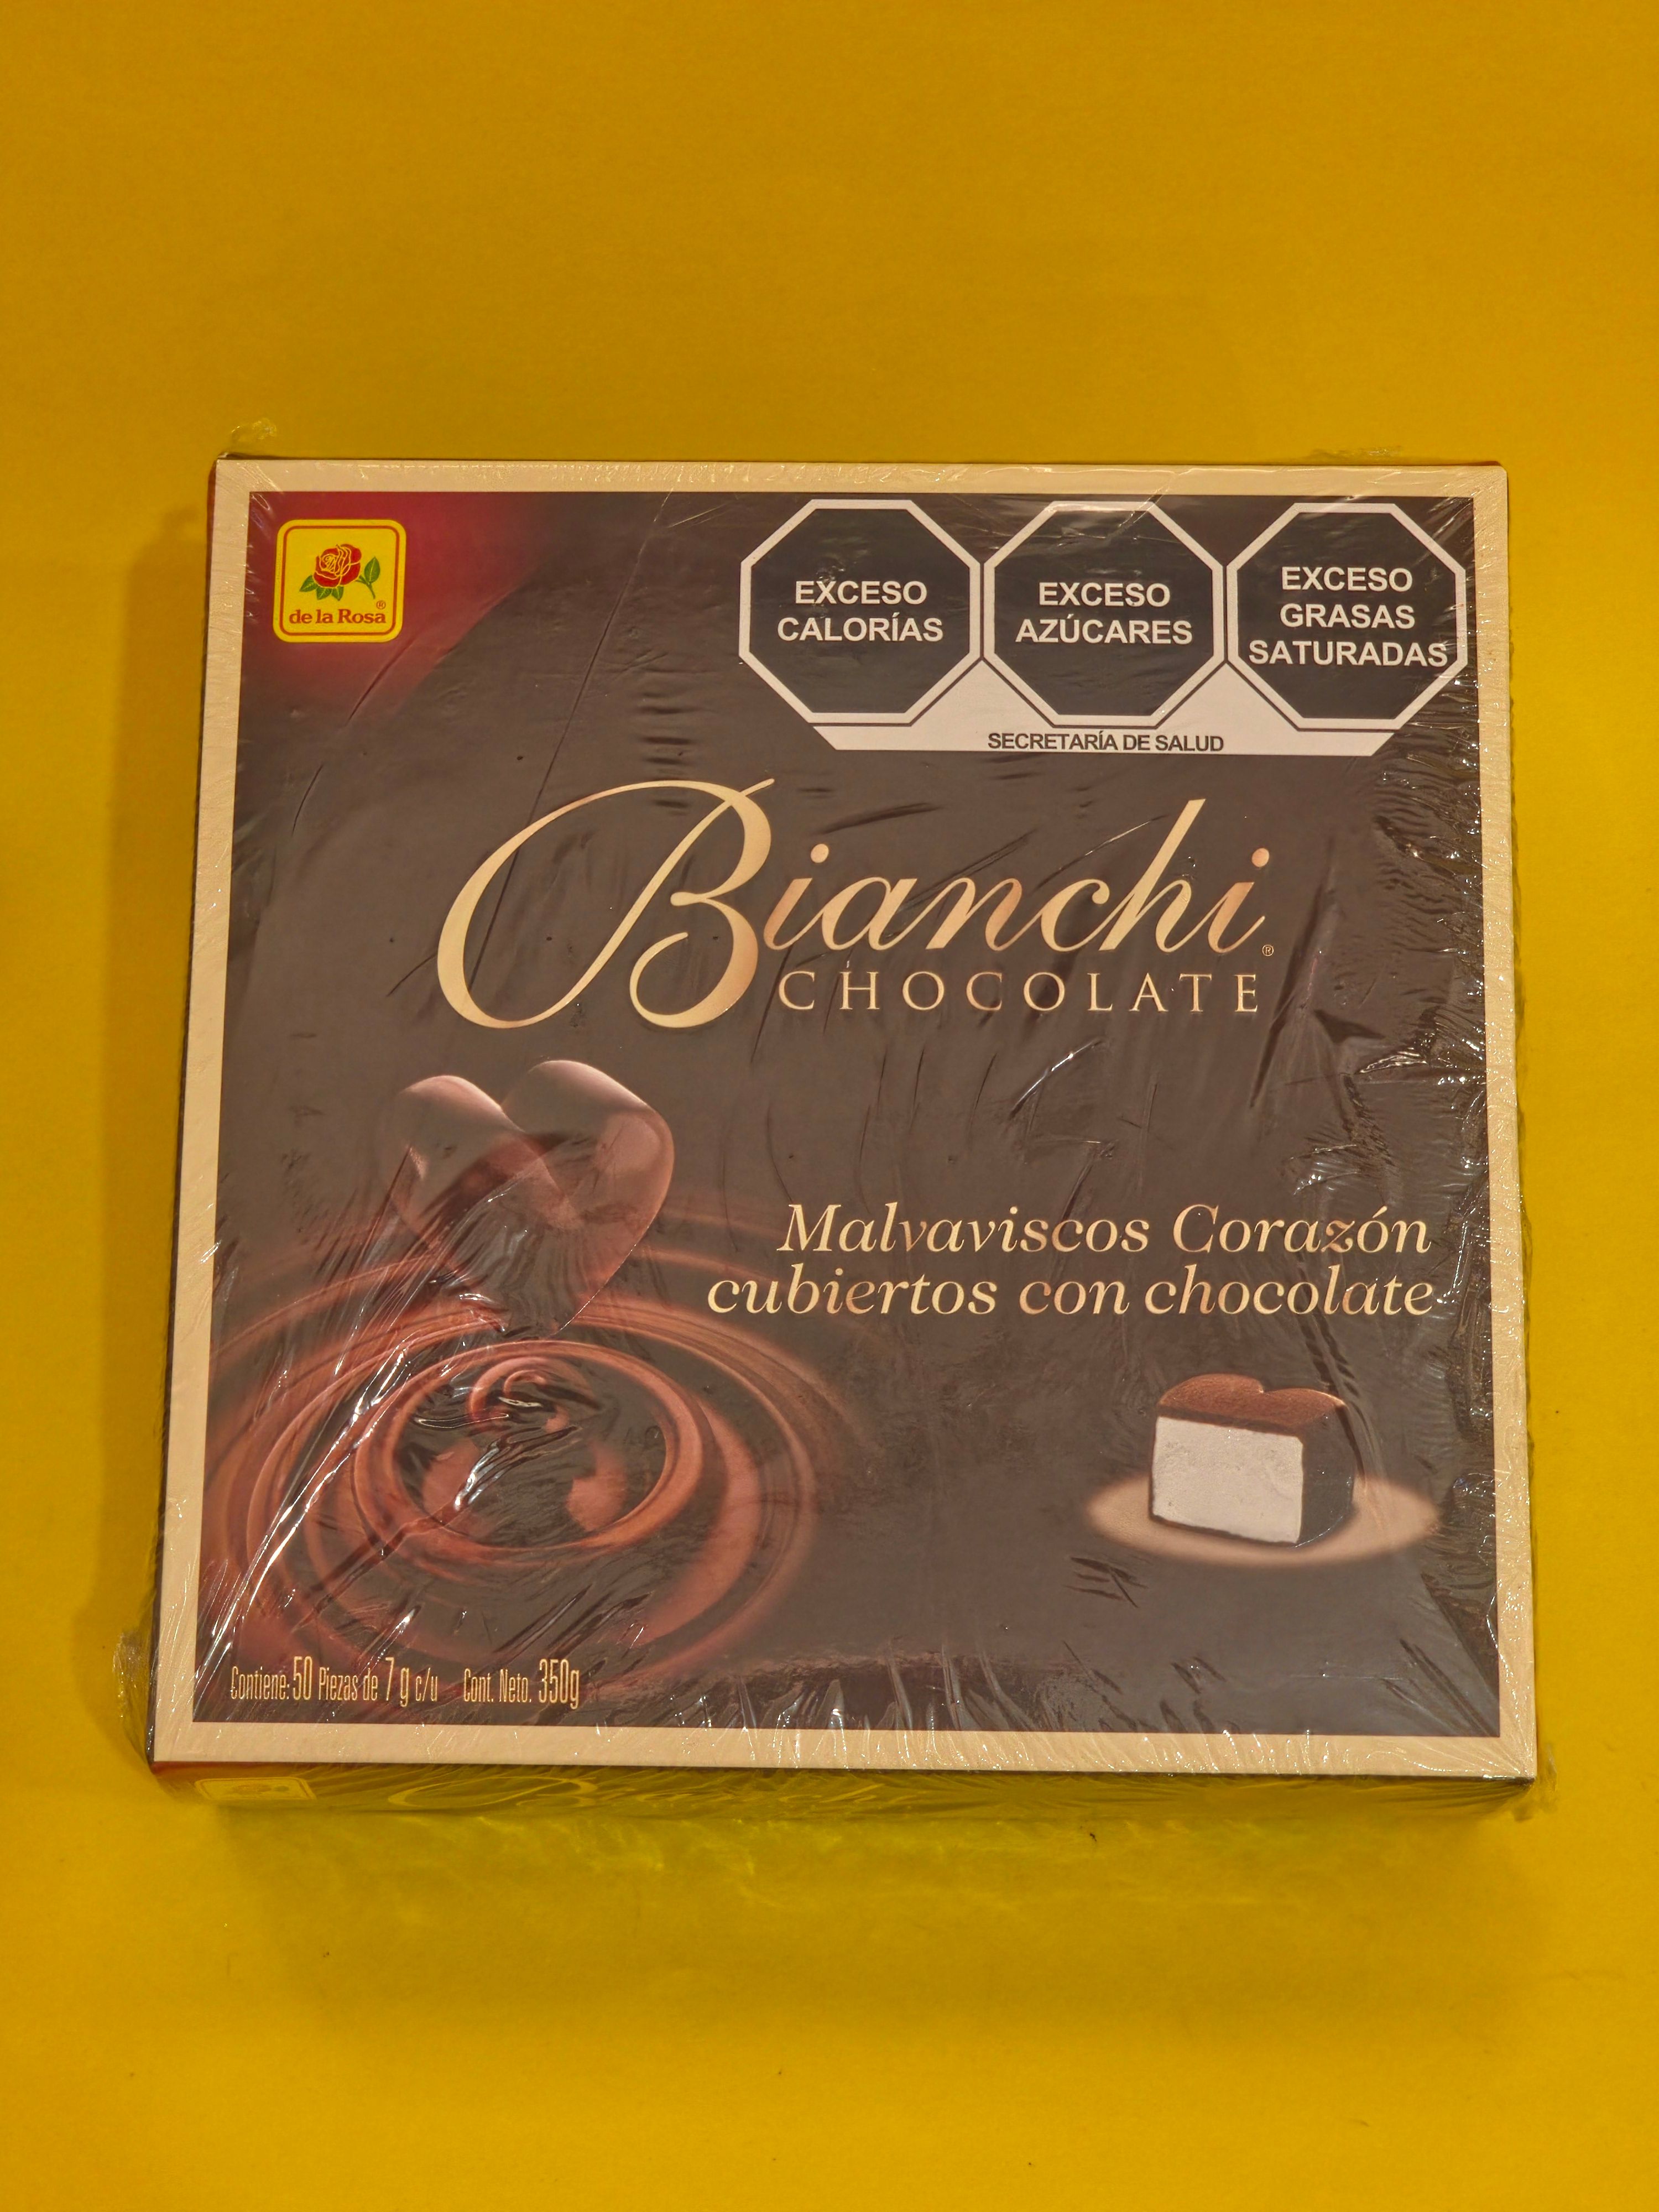 de la Rosa®
EXCESO
CALORÍAS
EXCESO
AZÚCARES
EXCESO
GRASAS
SATURADAS
SECRETARÍA DE SALUD
Bianchi®
CHOCOLATE
Malvaviscos Corazón
cubiertos con chocolate
Contiene: 50 Piezas de 7 g c/u Cont. Neto. 350g
Bianchi